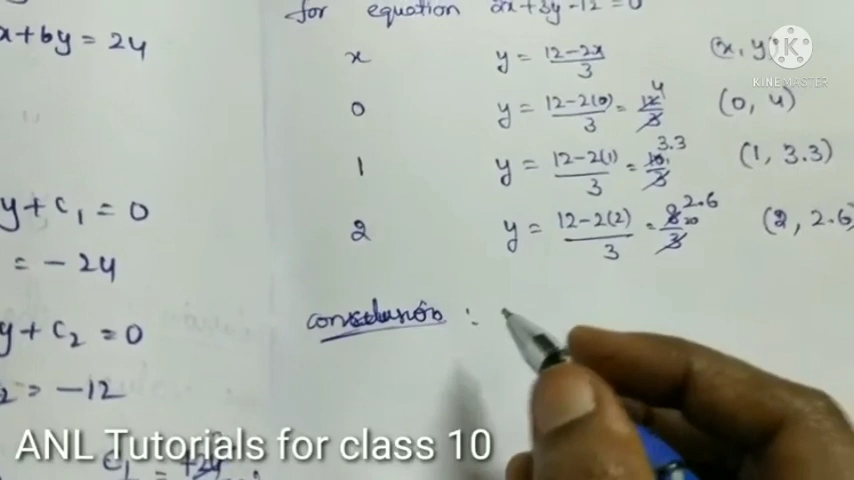 x+6y = 24
y + c₁ = 0
= -24
y + c₂ = 0
₂ = -12
c₁
for equation 2x+3y-12 = 0
x y = 12-2x/3 (x, y)
0 y = 12-2(0)/3 = 12/3 4 (0, 4)
1 y = 12-2(1)/3 = 10/3 3.3 (1, 3.3)
2 y = 12-2(2)/3 = 8/3 2.6 (2, 2.6)
conclusion :
K
KINEMASTER
ANL Tutorials for class 10